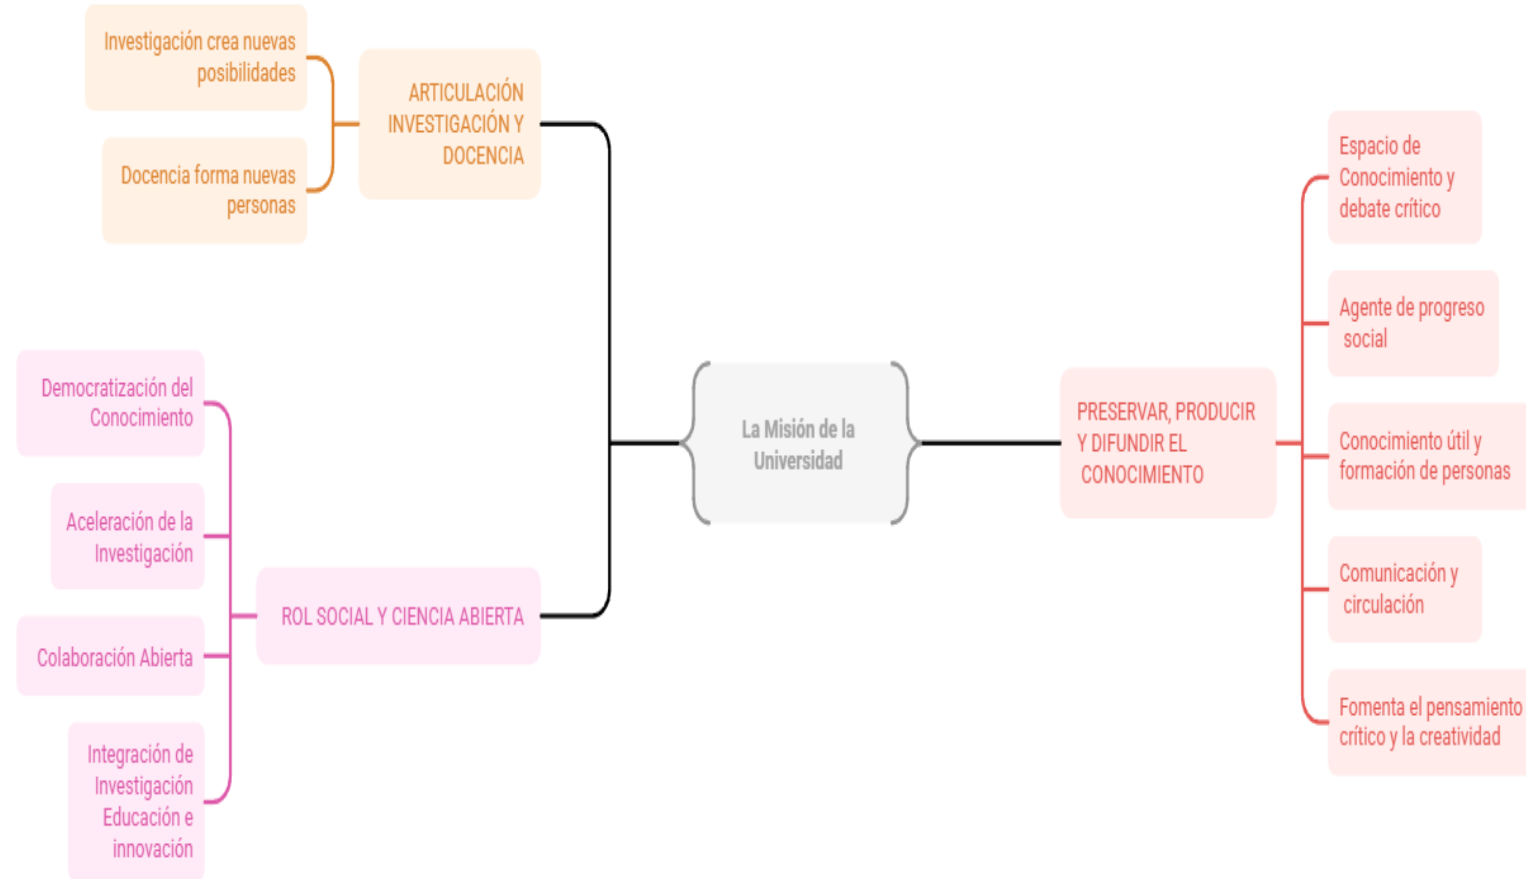 Investigación crea nuevas
posibilidades
Docencia forma nuevas
personas
ARTICULACIÓN
INVESTIGACIÓN Y
DOCENCIA
Democratización del
Conocimiento
Aceleración de la
Investigación
Colaboración Abierta
Integración de
Investigación
Educación e
innovación
ROL SOCIAL Y CIENCIA ABIERTA
La Misión de la
Universidad
PRESERVAR, PRODUCIR
Y DIFUNDIR EL
CONOCIMIENTO
Espacio de
Conocimiento y
debate crítico
Agente de progreso
social
Conocimiento útil y
formación de personas
Comunicación y
circulación
Fomenta el pensamiento
crítico y la creatividad